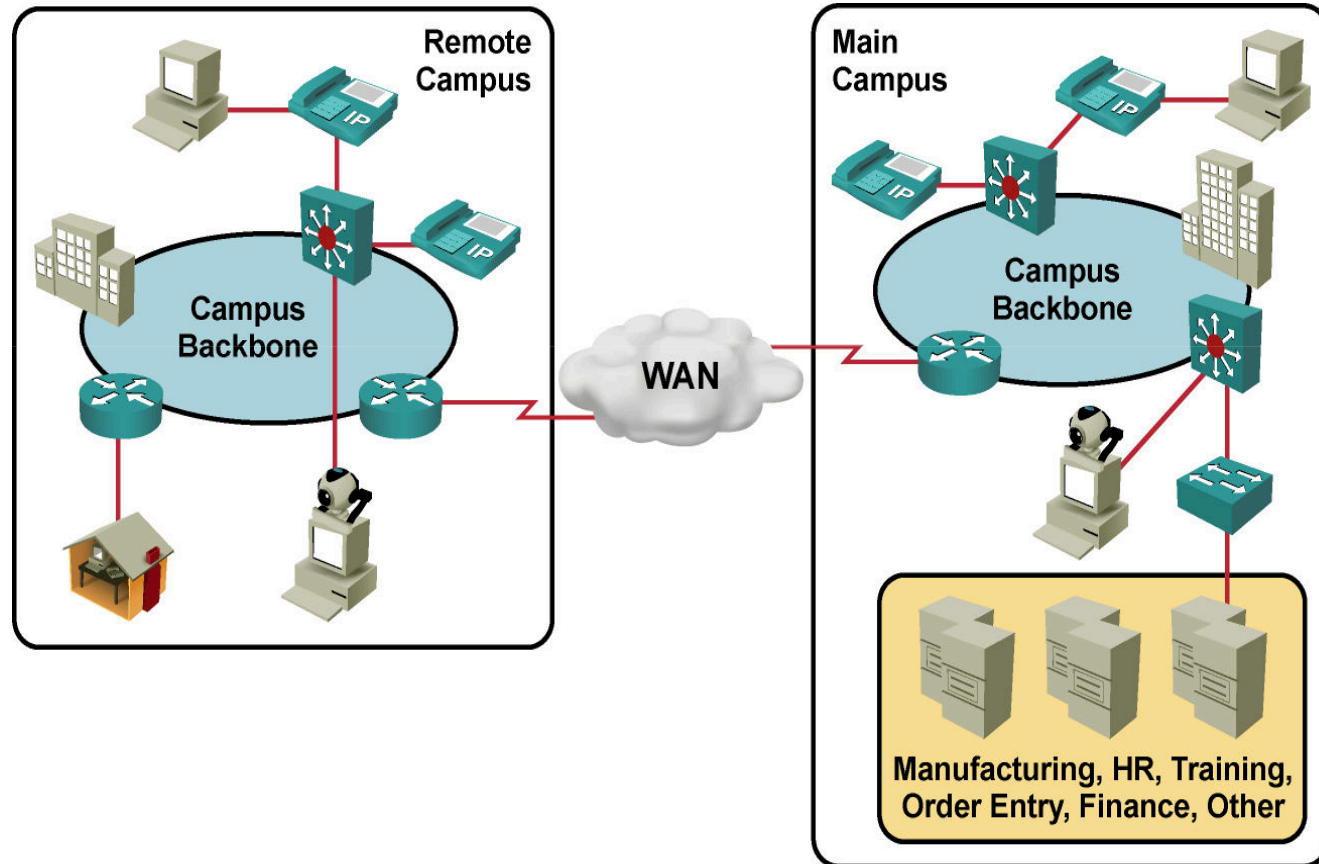 Remote
Campus
IP
IP
Campus
Backbone
WAN
Main
Campus
IP
IP
Campus
Backbone
Manufacturing, HR, Training,
Order Entry, Finance, Other